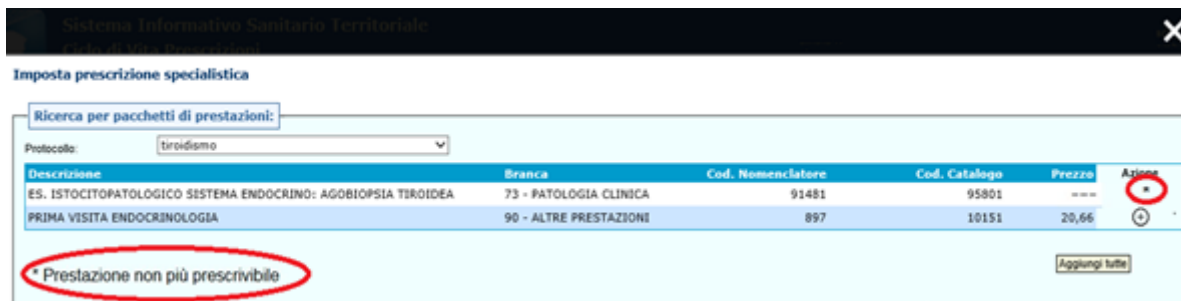 Sistema Informativo Sanitario Territoriale
Ciclo di Vita Prescrizioni
Imposta prescrizione specialistica
Ricerca per pacchetti di prestazioni:
Protocollo: tiroidismo
Descrizione Branca Cod. Nomenclatore Cod. Catalogo Prezzo Azione
ES. ISTOCITOPATOLOGICO SISTEMA ENDOCRINO: AGOBIOPSIA TIROIDEA 73 - PATOLOGIA CLINICA 91481 95801 --- *
PRIMA VISITA ENDOCRINOLOGIA 90 - ALTRE PRESTAZIONI 897 10151 20,66
* Prestazione non più prescrivibile
Aggiungi tutte